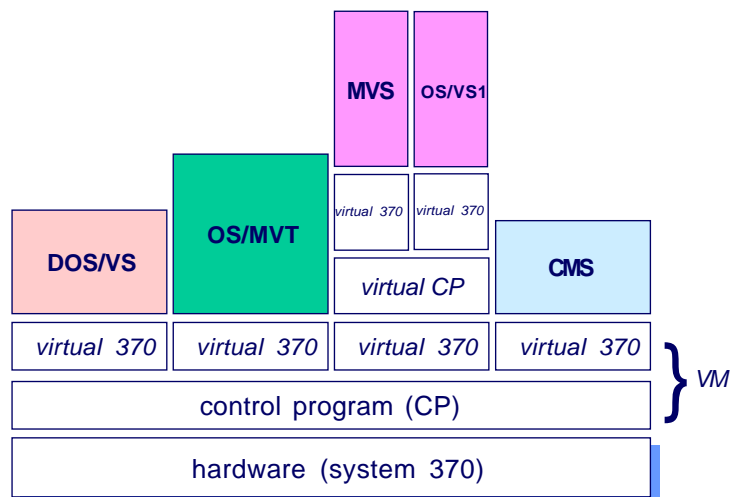 MVS
OS/VS1
virtual 370
virtual 370
DOS/VS
OS/MVT
virtual CP
CMS
virtual 370
virtual 370
virtual 370
virtual 370
VM
control program (CP)
hardware (system 370)